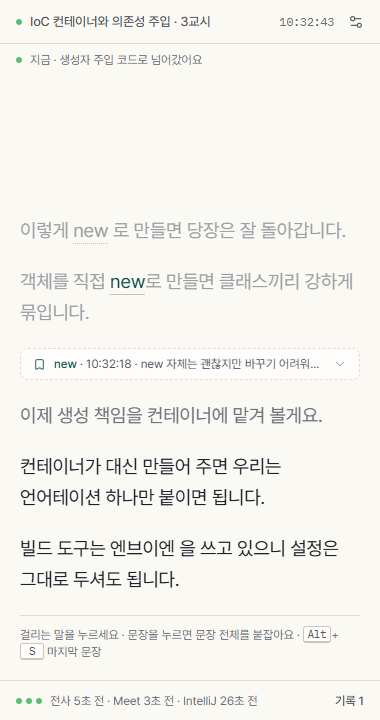 IoC 컨테이너와 의존성 주입 · 3교시 10:32:43
지금 · 생성자 주입 코드로 넘어갔어요
이렇게 new 로 만들면 당장은 잘 돌아갑니다.
객체를 직접 new로 만들면 클래스끼리 강하게
묶입니다.
new · 10:32:18 · new 자체는 괜찮지만 바꾸기 어려워...
이제 생성 책임을 컨테이너에 맡겨 볼게요.
컨테이너가 대신 만들어 주면 우리는
언어테이션 하나만 붙이면 됩니다.
빌드 도구는 엔브이엔 을 쓰고 있으니 설정은
그대로 두셔도 됩니다.
걸리는 말을 누르세요 · 문장을 누르면 문장 전체를 붙잡아요 · Alt +
S 마지막 문장
전사 5초 전 · Meet 3초 전 · IntelliJ 26초 전 기록 1